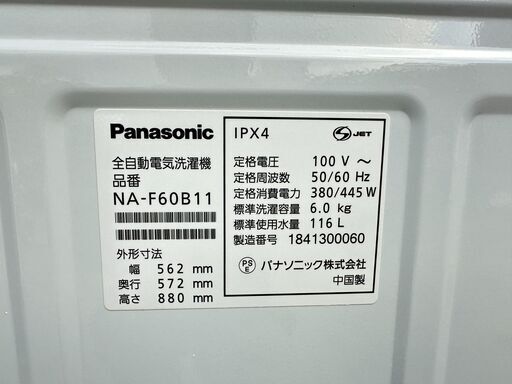 Panasonic
全自動電気洗濯機
品番
NA-F60B11
外形寸法
幅 562 mm
奥行 572 mm
高さ 880 mm
IPX4
S JET
定格電圧 100 V ～
定格周波数 50/60 Hz
定格消費電力 380/445 W
標準洗濯容量 6.0 kg
標準使用水量 116 L
製造番号 1841300060
PS E パナソニック株式会社
中国製